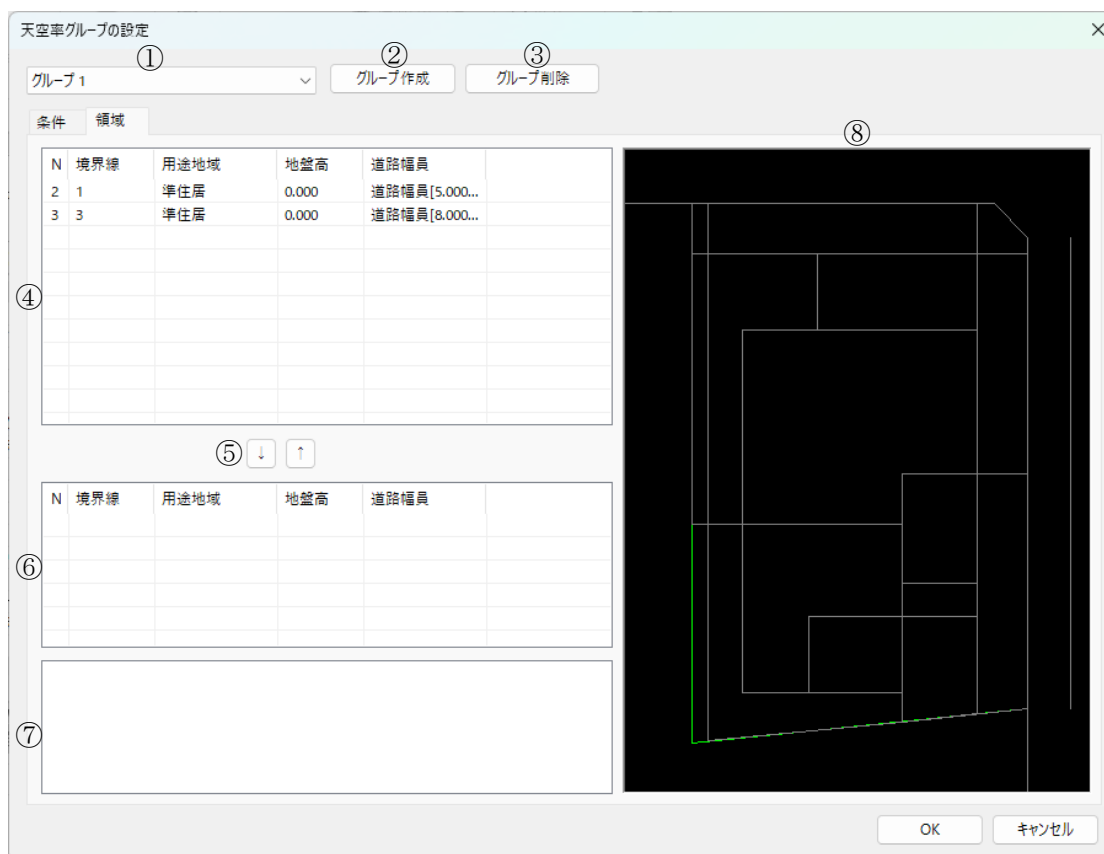 天空率グループの設定
① ② ③
グループ 1 グループ作成 グループ削除
条件 領域
⑧
N 境界線 用途地域 地盤高 道路幅員
2 1 準住居 0.000 道路幅員[5.000...
3 3 準住居 0.000 道路幅員[8.000...
④
⑤ ↓ ↑
N 境界線 用途地域 地盤高 道路幅員
⑥
⑦
OK キャンセル